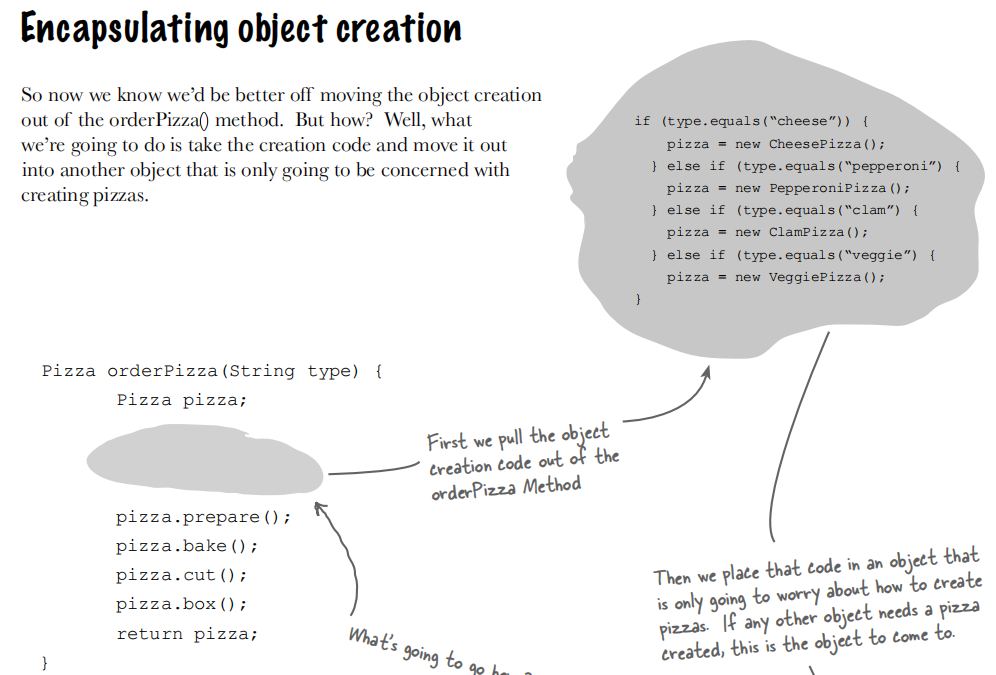 Encapsulating object creation
So now we know we’d be better off moving the object creation
out of the orderPizza() method.  But how?  Well, what
we’re going to do is take the creation code and move it out
into another object that is only going to be concerned with
creating pizzas.
if (type.equals(“cheese”)) {
    pizza = new CheesePizza();
  } else if (type.equals(“pepperoni”) {
    pizza = new PepperoniPizza();
  } else if (type.equals(“clam”) {
    pizza = new ClamPizza();
  } else if (type.equals(“veggie”) {
    pizza = new VeggiePizza();
}
Pizza orderPizza(String type) {
    Pizza pizza;
First we pull the object
creation code out of the
orderPizza Method
    pizza.prepare();
    pizza.bake();
    pizza.cut();
    pizza.box();
    return pizza;
}
What’s going to go
Then we place that code in an object that
is only going to worry about how to create
pizzas.  If any other object needs a pizza
created, this is the object to come to.